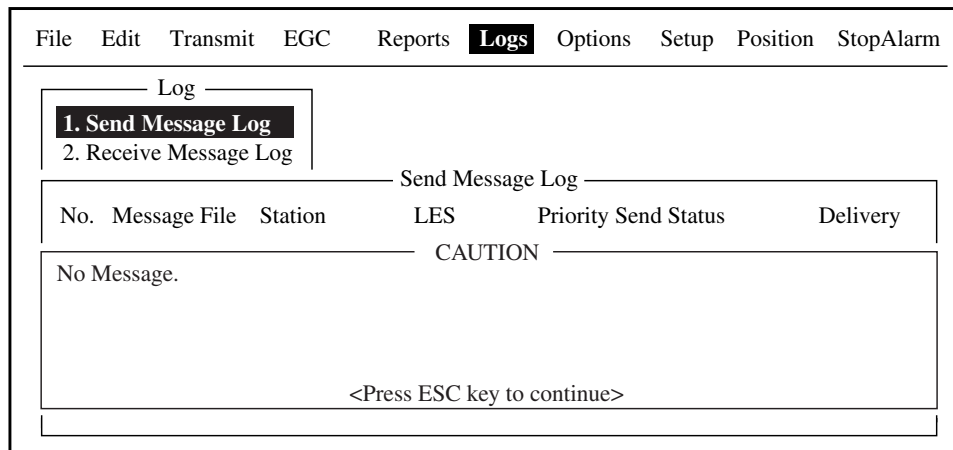 File Edit Transmit EGC Reports Logs Options Setup Position StopAlarm
Log
1. Send Message Log
2. Receive Message Log
Send Message Log
No. Message File Station LES Priority Send Status Delivery
CAUTION
No Message.
<Press ESC key to continue>